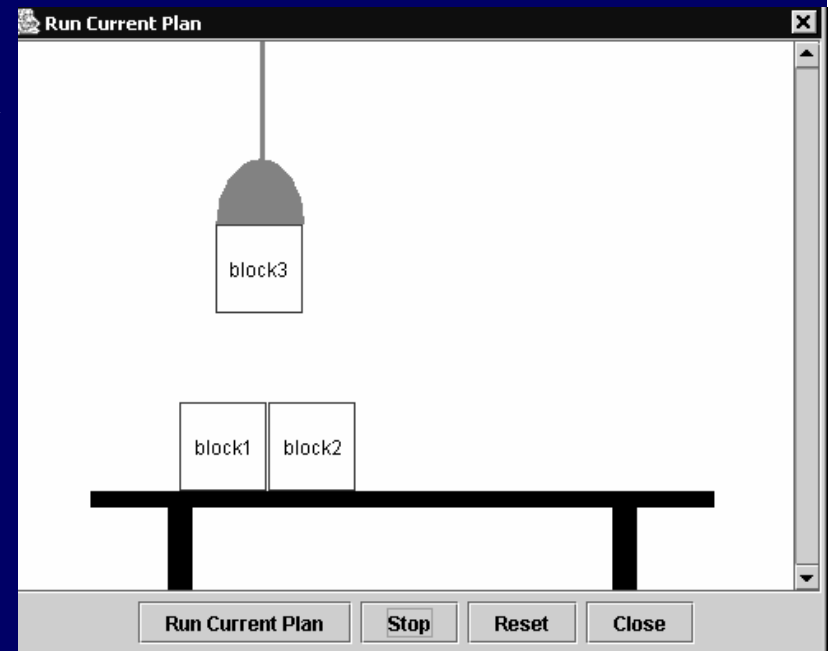 Run Current Plan
block3
block1 block2
Run Current Plan Stop Reset Close